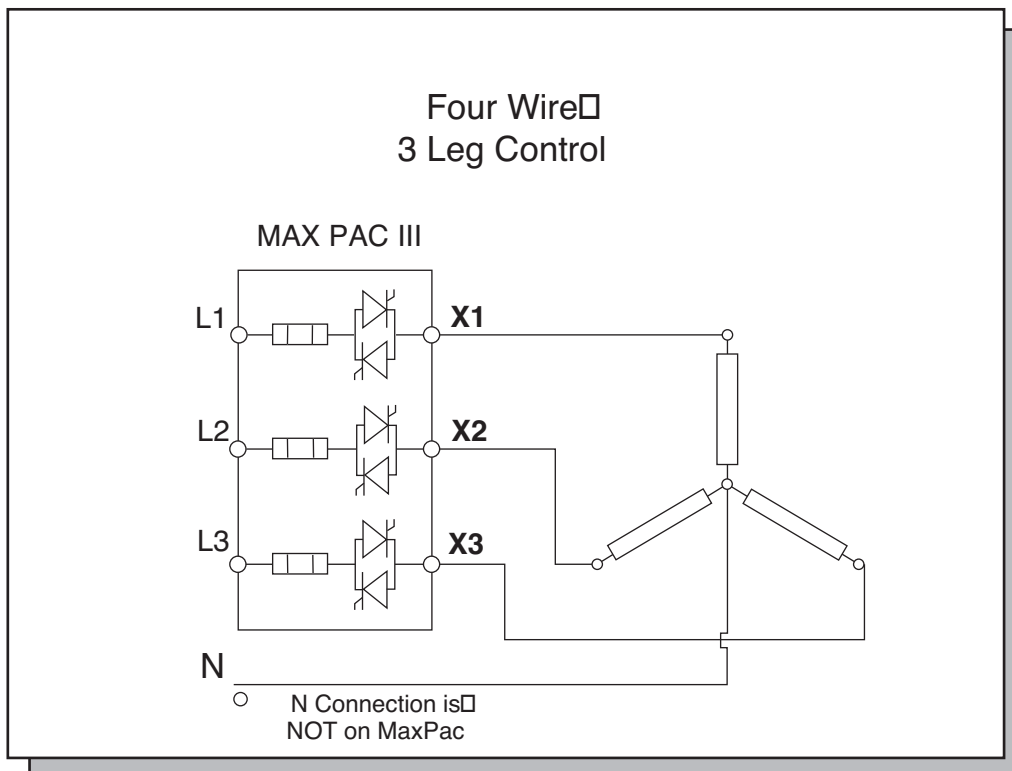 Four Wire□
3 Leg Control
MAX PAC III
L1
X1
L2
X2
L3
X3
N
N Connection is□
NOT on MaxPac